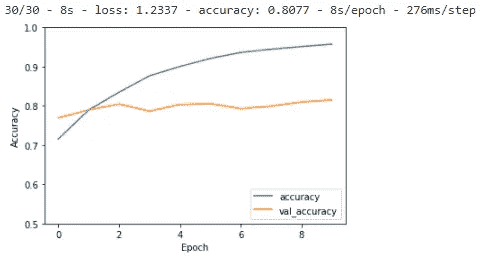 30/30 - 8s - loss: 1.2337 - accuracy: 0.8077 - 8s/epoch - 276ms/step
1.0
0.9
0.8
0.7
0.6
0.5
Accuracy
0 2 4 6 8
Epoch
accuracy
val_accuracy